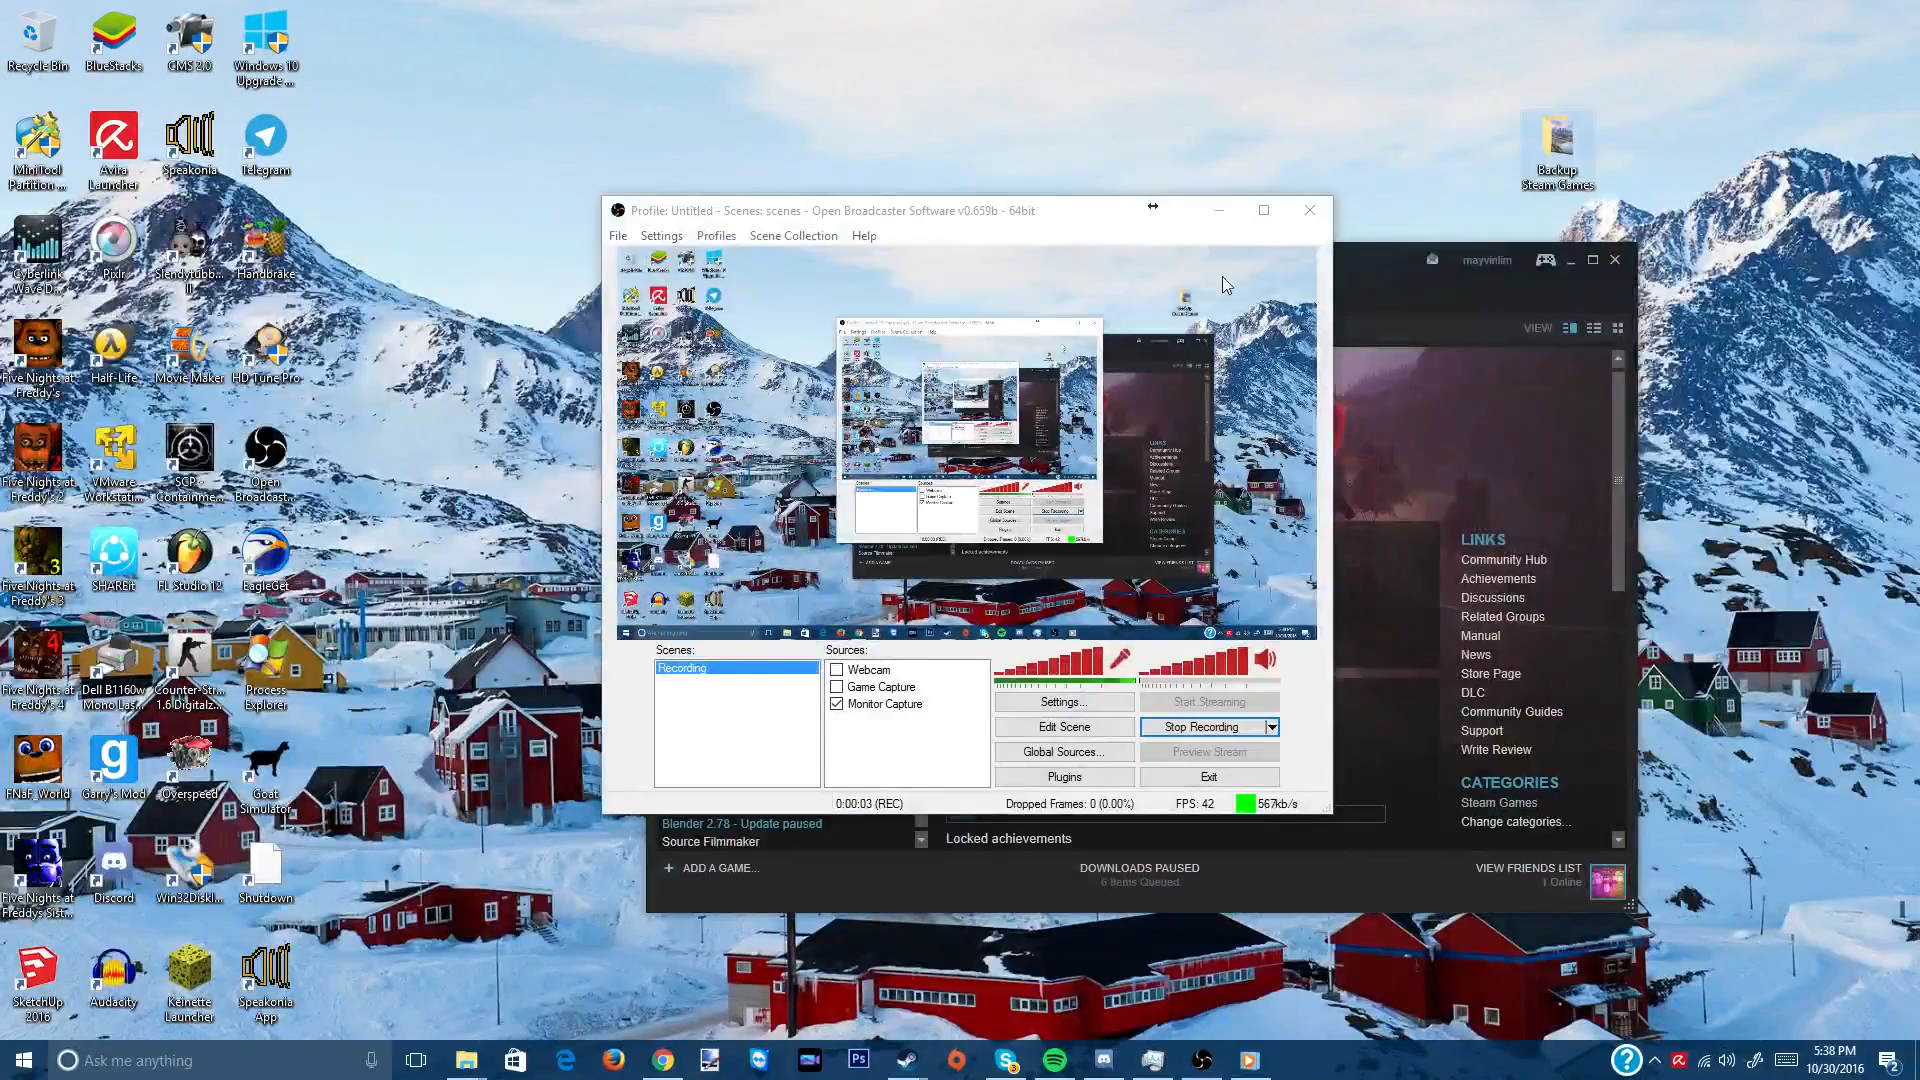 Recycle Bin
BlueStacks
CMS 2.0
Windows 10
Upgrade ...
MiniTool
Partition ...
Avira
Launcher
Speakonia
Telegram
Cyberlink
Wave D...
Pixlr
Slendytubb...
II
Handbrake
Five Nights at
Freddy's
Half-Life
Movie Maker
HD Tune Pro
Five Nights at
Freddy's 2
VMware
Workstati...
SCP -
Containme...
Open
Broadcast...
Five Nights at
Freddy's 3
SHAREit
FL Studio 12
EagleGet
Five Nights at
Freddy's 4
Dell B1160w
Mono Las...
Counter-Str...
1.6 Digitalz...
Process
Explorer
FNaF_World
Garry's Mod
Overspeed
Goat
Simulator
Five Nights at
Freddys Sist...
Discord
Win32DiskI...
Shutdown
SketchUp
2016
Audacity
Keinette
Launcher
Speakonia
App
Backup
Steam Games
Profile: Untitled - Scenes: scenes - Open Broadcaster Software v0.659b - 64bit
File
Settings
Profiles
Scene Collection
Help
Scenes:
Recording
Sources:
Webcam
Game Capture
Monitor Capture
Settings...
Start Streaming
Edit Scene
Stop Recording
Global Sources...
Preview Stream
Plugins
Exit
0:00:03 (REC)
Dropped Frames: 0 (0.00%)
FPS: 42
567kb/s
mayvinlim
VIEW
LINKS
Community Hub
Achievements
Discussions
Related Groups
Manual
News
Store Page
DLC
Community Guides
Support
Write Review
CATEGORIES
Steam Games
Change categories...
Blender 2.78 - Update paused
Source Filmmaker
Locked achievements
+ ADD A GAME...
DOWNLOADS PAUSED
6 Items Queued
VIEW FRIENDS LIST
1 Online
Ask me anything
Ps
3
5:38 PM
10/30/2016
2